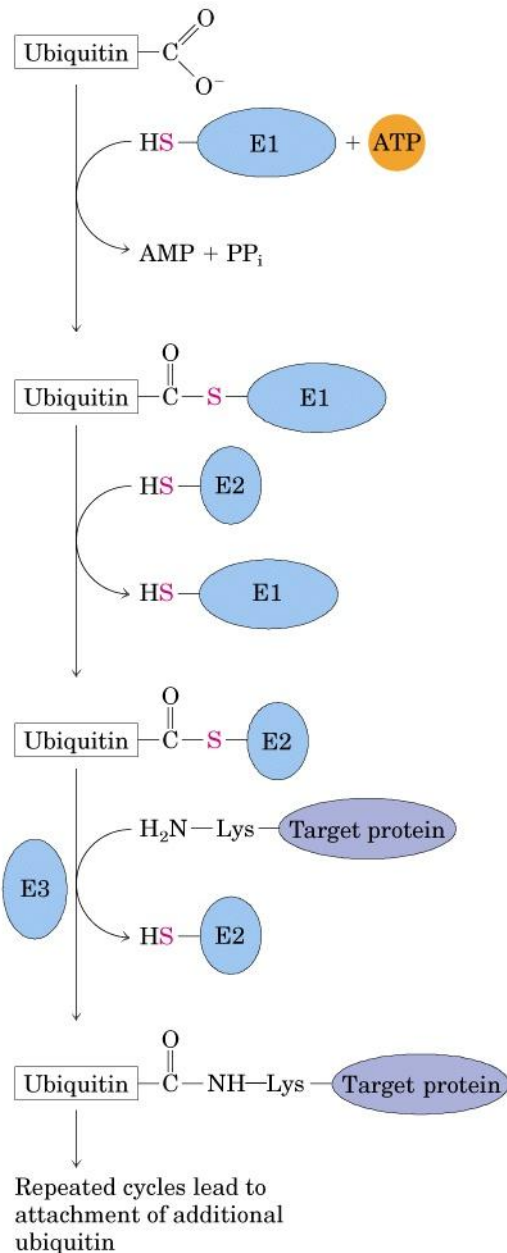 O
Ubiquitin C
O⁻
HS E1 + ATP
AMP + PPᵢ
O
Ubiquitin C S E1
HS E2
HS E1
O
Ubiquitin C S E2
H₂N Lys Target protein
E3
HS E2
O
Ubiquitin C NH Lys Target protein
Repeated cycles lead to
attachment of additional
ubiquitin